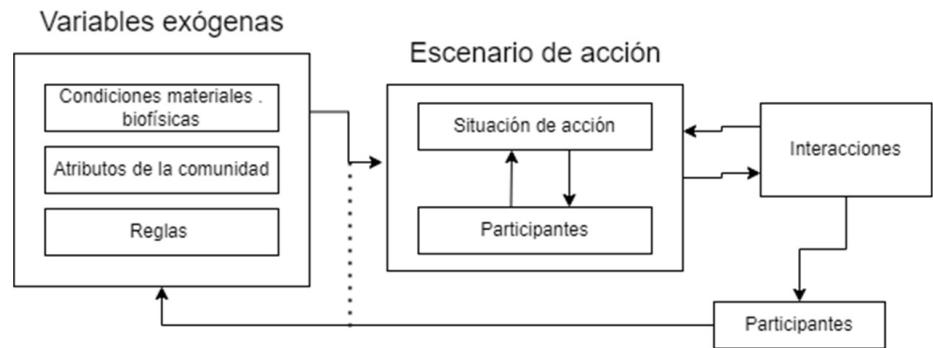 Variables exógenas
Condiciones materiales .
biofísicas
Atributos de la comunidad
Reglas
Escenario de acción
Situación de acción
Participantes
Interacciones
Participantes